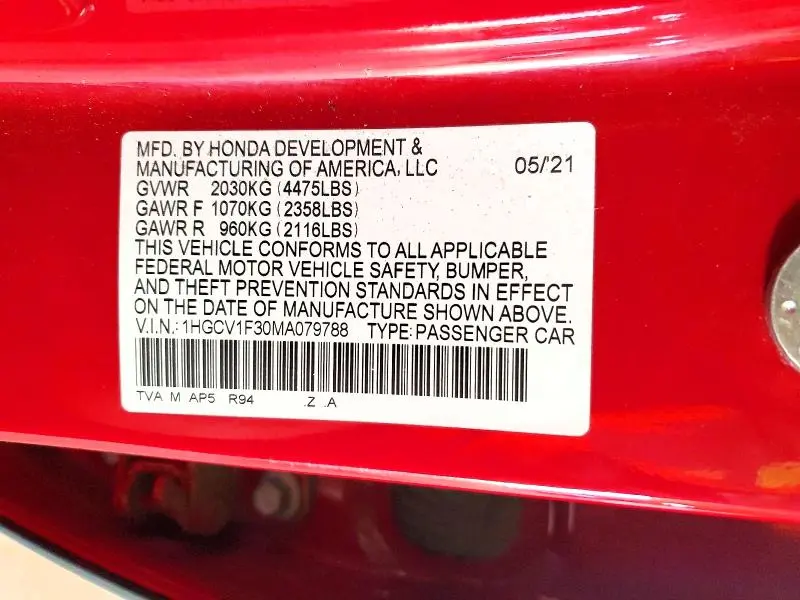 MFD. BY HONDA DEVELOPMENT &
MANUFACTURING OF AMERICA, LLC 05/'21
GVWR 2030KG (4475LBS)
GAWR F 1070KG (2358LBS)
GAWR R 960KG (2116LBS)
THIS VEHICLE CONFORMS TO ALL APPLICABLE
FEDERAL MOTOR VEHICLE SAFETY, BUMPER,
AND THEFT PREVENTION STANDARDS IN EFFECT
ON THE DATE OF MANUFACTURE SHOWN ABOVE.
V.I.N.: 1HGCV1F30MA079788 TYPE: PASSENGER CAR
TVA M AP5 R94 .Z .A